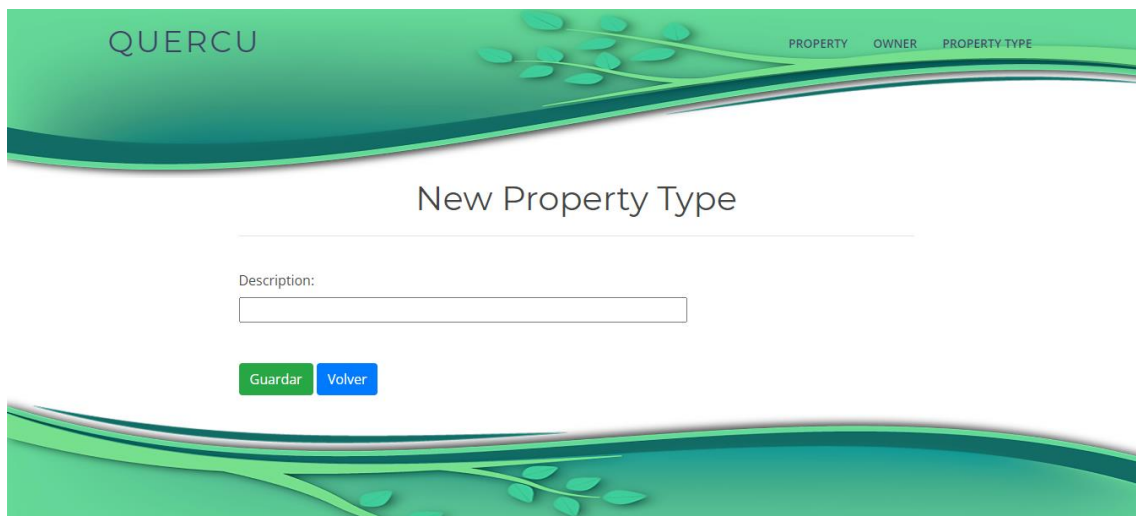 QUERCU
PROPERTY OWNER PROPERTY TYPE
New Property Type
Description:
Guardar Volver